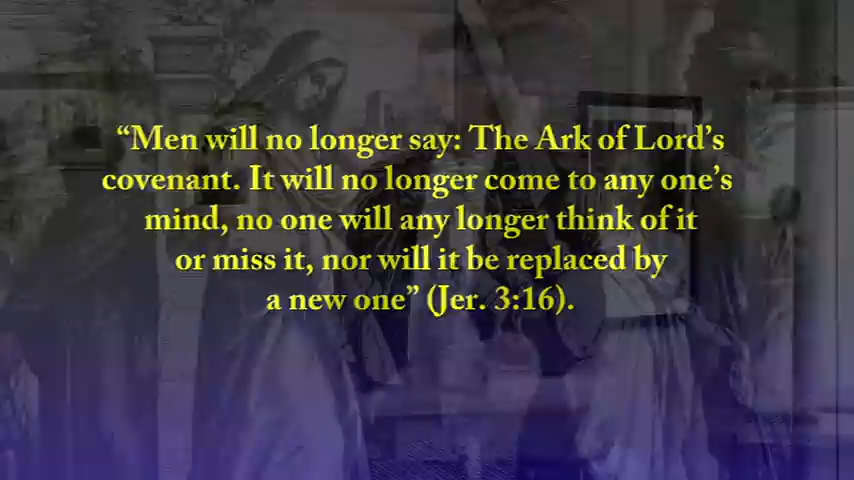 “Men will no longer say: The Ark of Lord’s
covenant. It will no longer come to any one’s
mind, no one will any longer think of it
or miss it, nor will it be replaced by
a new one” (Jer. 3:16).